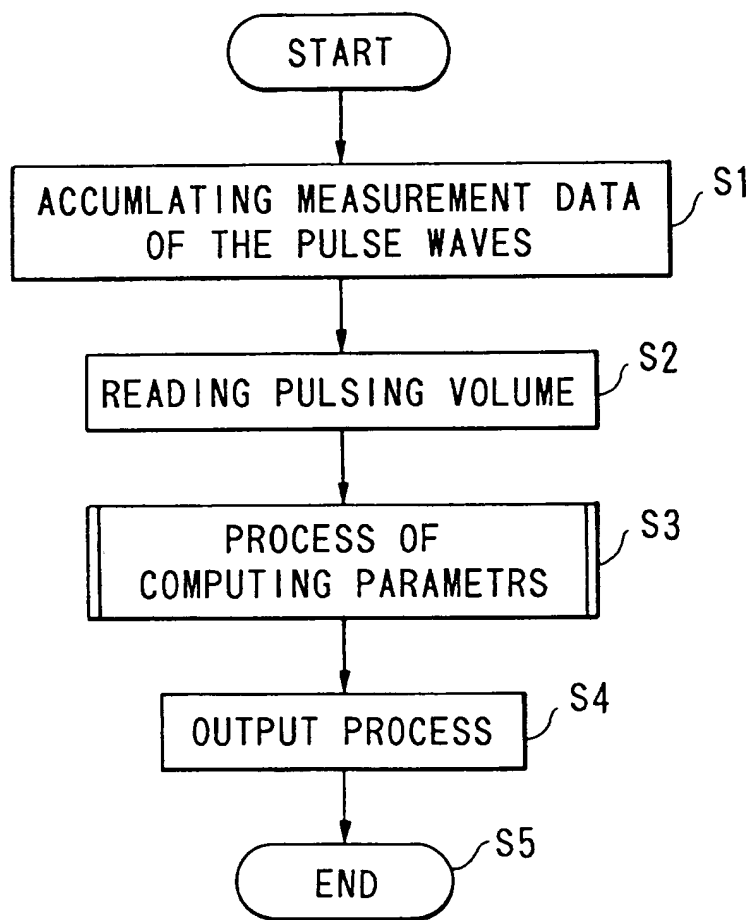 START
ACCUMLATING MEASUREMENT DATA
OF THE PULSE WAVES
S1
READING PULSING VOLUME
S2
PROCESS OF
COMPUTING PARAMETRS
S3
OUTPUT PROCESS
S4
END
S5